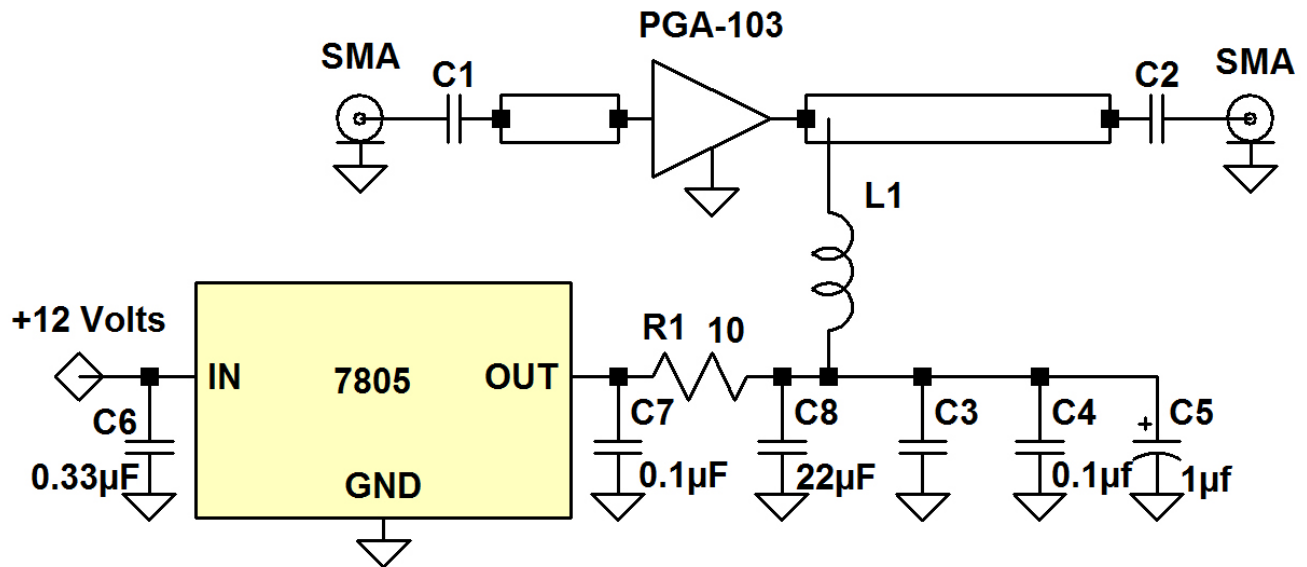 PGA-103
SMA
C1
C2
SMA
L1
+12 Volts
R1 10
IN
7805
OUT
C6
0.33µF
GND
C7
0.1µF
C8
22µF
C3
C4
0.1µf
+
C5
1µf